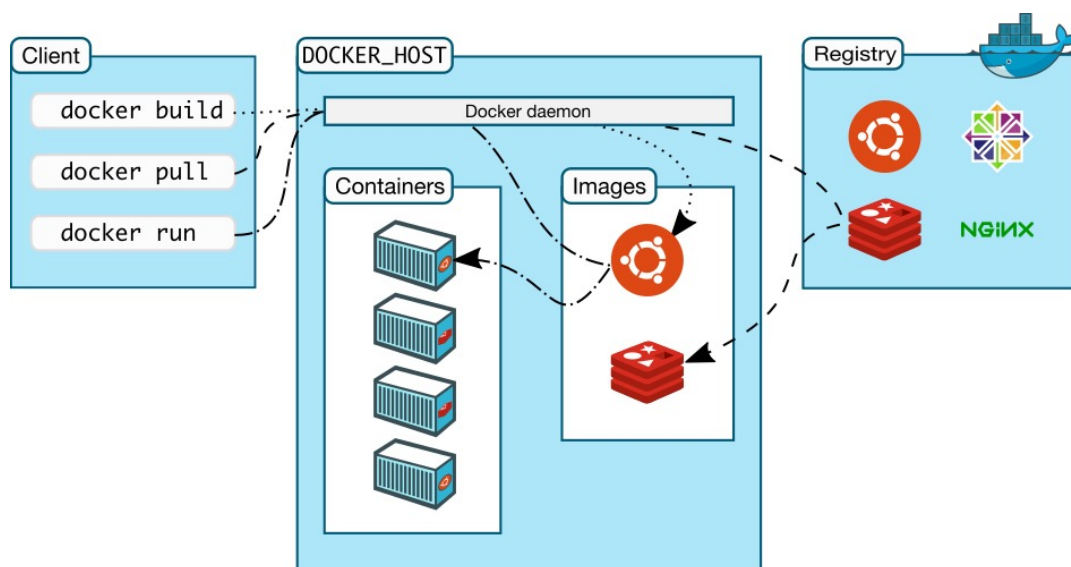 Client
docker build
docker pull
docker run
DOCKER_HOST
Docker daemon
Containers
Images
Registry
NGINX